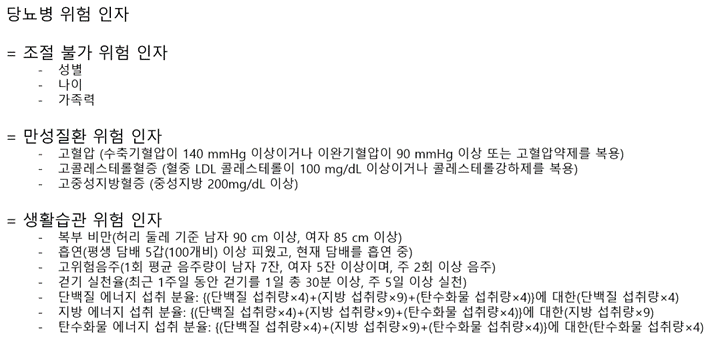 당뇨병 위험 인자
= 조절 불가 위험 인자
- 성별
- 나이
- 가족력
= 만성질환 위험 인자
- 고혈압 (수축기혈압이 140 mmHg 이상이거나 이완기혈압이 90 mmHg 이상 또는 고혈압약제를 복용)
- 고콜레스테롤혈증 (혈중 LDL 콜레스테롤이 100 mg/dL 이상이거나 콜레스테롤강하제를 복용)
- 고중성지방혈증 (중성지방 200mg/dL 이상)
= 생활습관 위험 인자
- 복부 비만(허리 둘레 기준 남자 90 cm 이상, 여자 85 cm 이상)
- 흡연(평생 담배 5갑(100개비) 이상 피웠고, 현재 담배를 흡연 중)
- 고위험음주(1회 평균 음주량이 남자 7잔, 여자 5잔 이상이며, 주 2회 이상 음주)
- 걷기 실천율(최근 1주일 동안 걷기를 1일 총 30분 이상, 주 5일 이상 실천)
- 단백질 에너지 섭취 분율: {(단백질 섭취량×4)+(지방 섭취량×9)+(탄수화물 섭취량×4)}에 대한(단백질 섭취량×4)
- 지방 에너지 섭취 분율: {(단백질 섭취량×4)+(지방 섭취량×9)+(탄수화물 섭취량×4)}에 대한(지방 섭취량×9)
- 탄수화물 에너지 섭취 분율: {(단백질 섭취량×4)+(지방 섭취량×9)+(탄수화물 섭취량×4)}에 대한(탄수화물 섭취량×4)